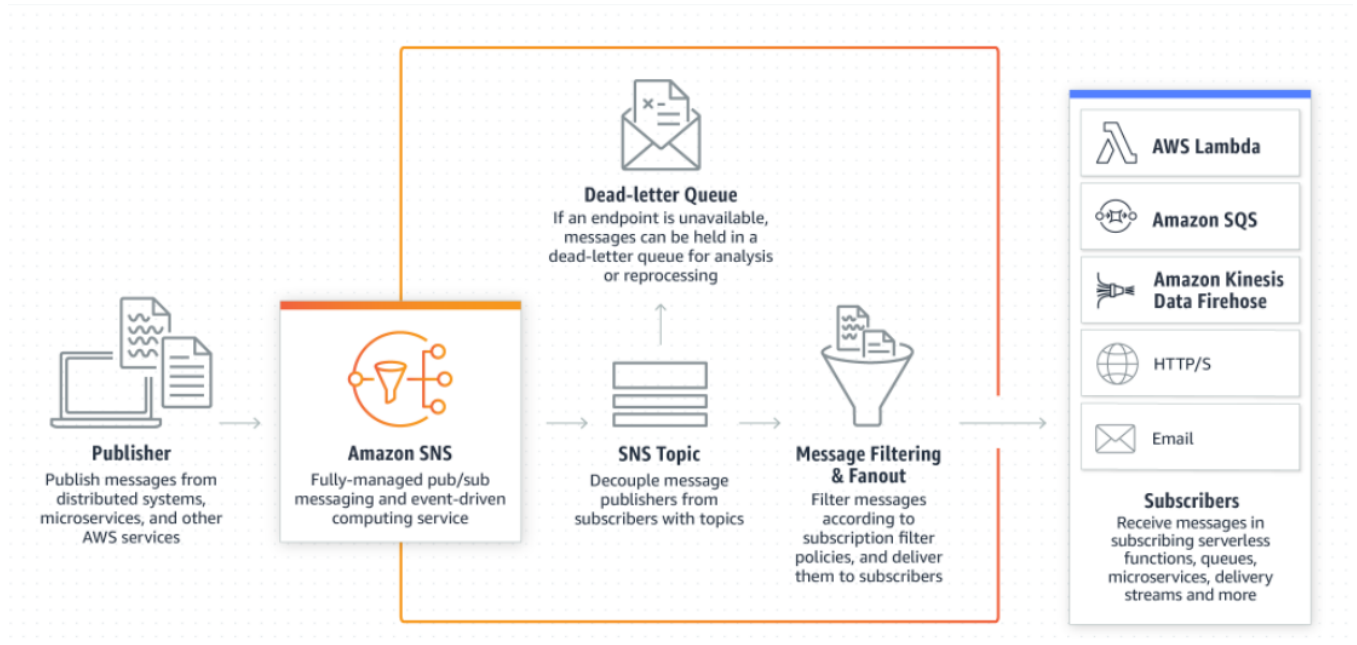 Dead-letter Queue
If an endpoint is unavailable,
messages can be held in a
dead-letter queue for analysis
or reprocessing
Publisher
Publish messages from
distributed systems,
microservices, and other
AWS services
Amazon SNS
Fully-managed pub/sub
messaging and event-driven
computing service
SNS Topic
Decouple message
publishers from
subscribers with topics
Message Filtering
& Fanout
Filter messages
according to
subscription filter
policies, and deliver
them to subscribers
AWS Lambda
Amazon SQS
Amazon Kinesis
Data Firehose
HTTP/S
Email
Subscribers
Receive messages in
subscribing serverless
functions, queues,
microservices, delivery
streams and more